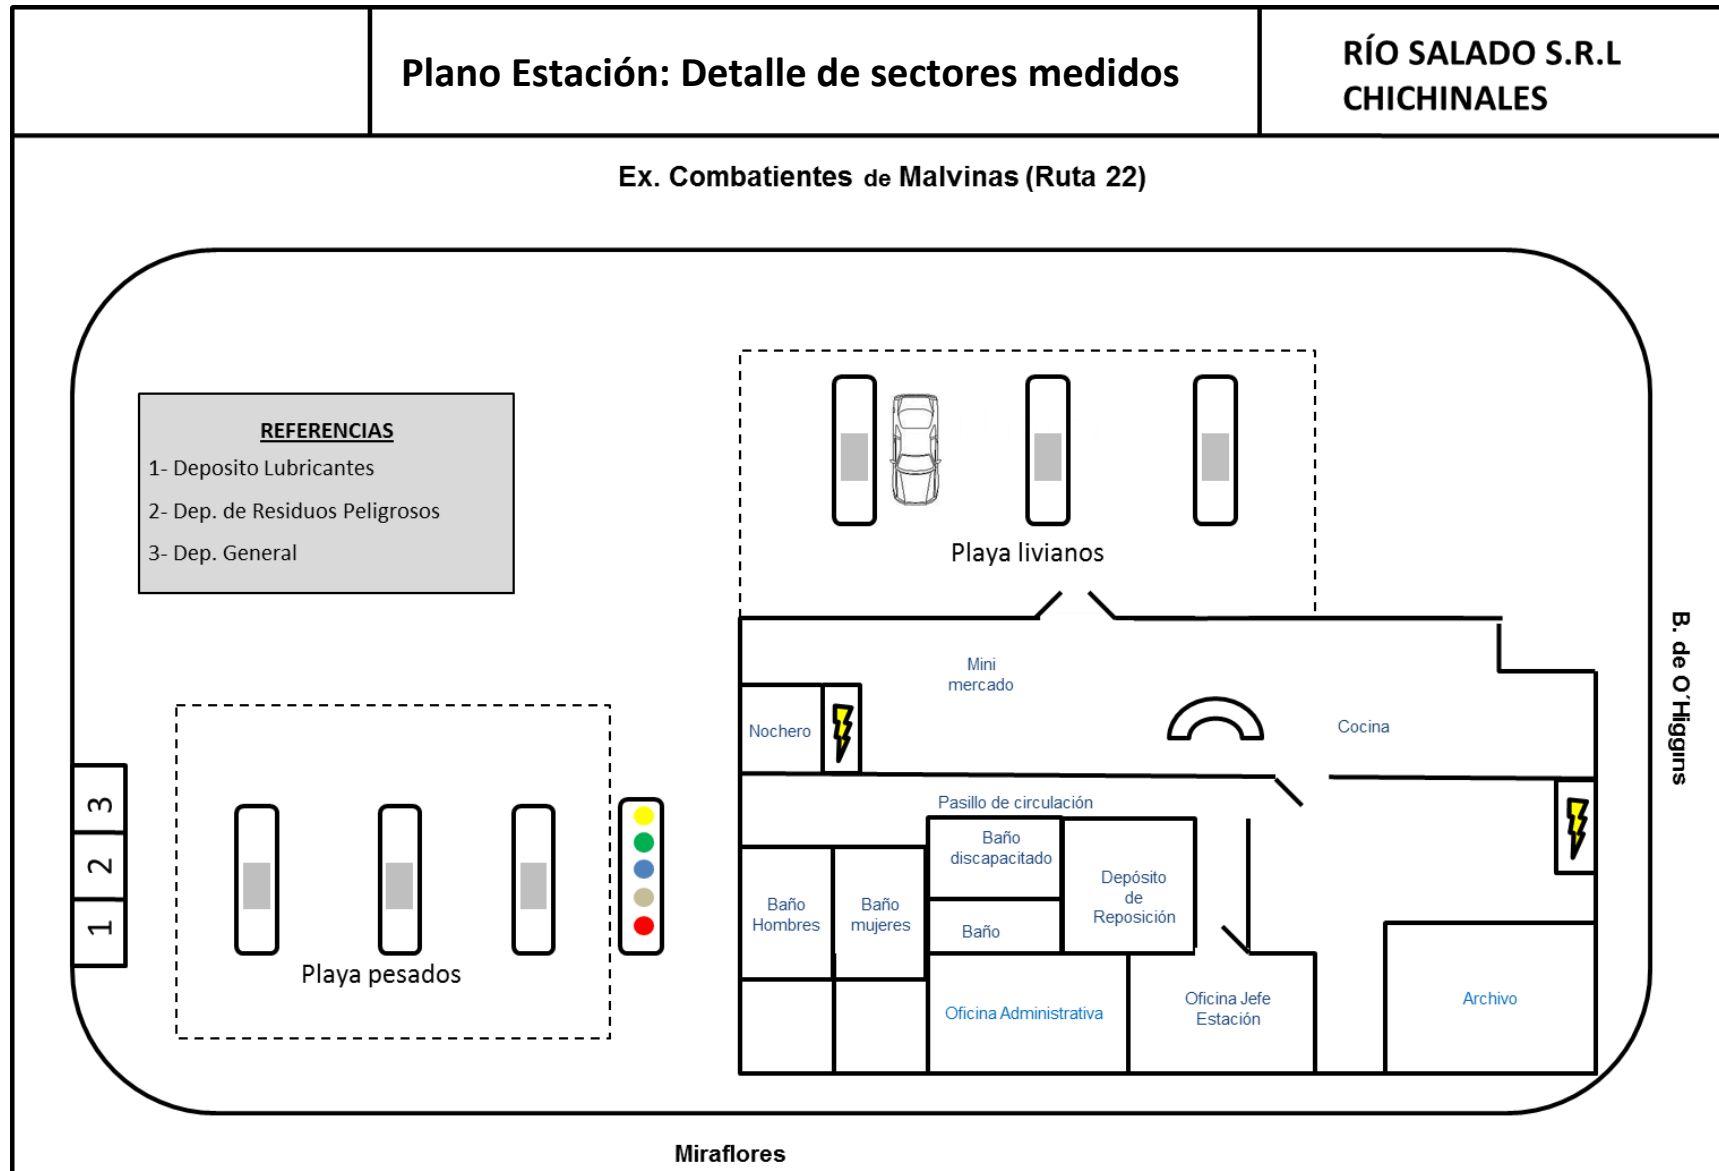 Plano Estación: Detalle de sectores medidos
RÍO SALADO S.R.L
CHICHINALES
Ex. Combatientes de Malvinas (Ruta 22)
REFERENCIAS
1- Deposito Lubricantes
2- Dep. de Residuos Peligrosos
3- Dep. General
Playa livianos
B. de O´Higgins
Mini
mercado
Nochero
Cocina
3
2
1
Playa pesados
Pasillo de circulación
Baño
discapacitado
Depósito
de
Reposición
Baño
Hombres
Baño
mujeres
Baño
Oficina Administrativa
Oficina Jefe
Estación
Archivo
Miraflores